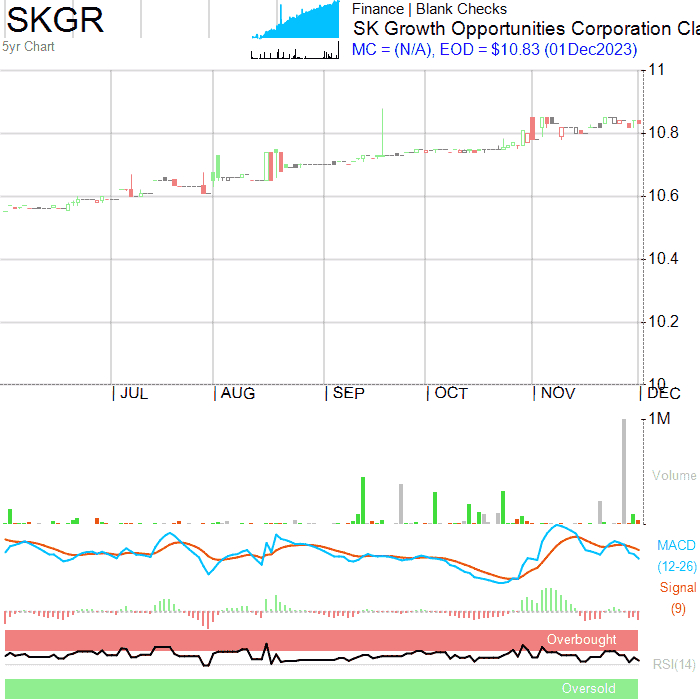 SKGR
5yr Chart
Finance | Blank Checks
SK Growth Opportunities Corporation Cla
MC = (N/A), EOD = $10.83 (01Dec2023)
11
10.8
10.6
10.4
10.2
10
JUL AUG SEP OCT NOV DEC
1M
Volume
MACD
(12-26)
Signal
(9)
Overbought
RSI(14)
Oversold